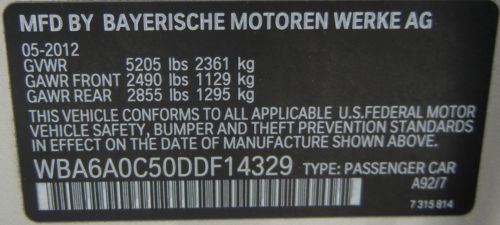 MFD BY BAYERISCHE MOTOREN WERKE AG
05-2012
GVWR 5205 lbs 2361 kg
GAWR FRONT 2490 lbs 1129 kg
GAWR REAR 2855 lbs 1295 kg
THIS VEHICLE CONFORMS TO ALL APPLICABLE U.S.FEDERAL MOTOR
VEHICLE SAFETY, BUMPER AND THEFT PREVENTION STANDARDS
IN EFFECT ON THE DATE OF MANUFACTURE SHOWN ABOVE.
WBA6A0C50DDF14329 TYPE: PASSENGER CAR
A92/7
7 315 814